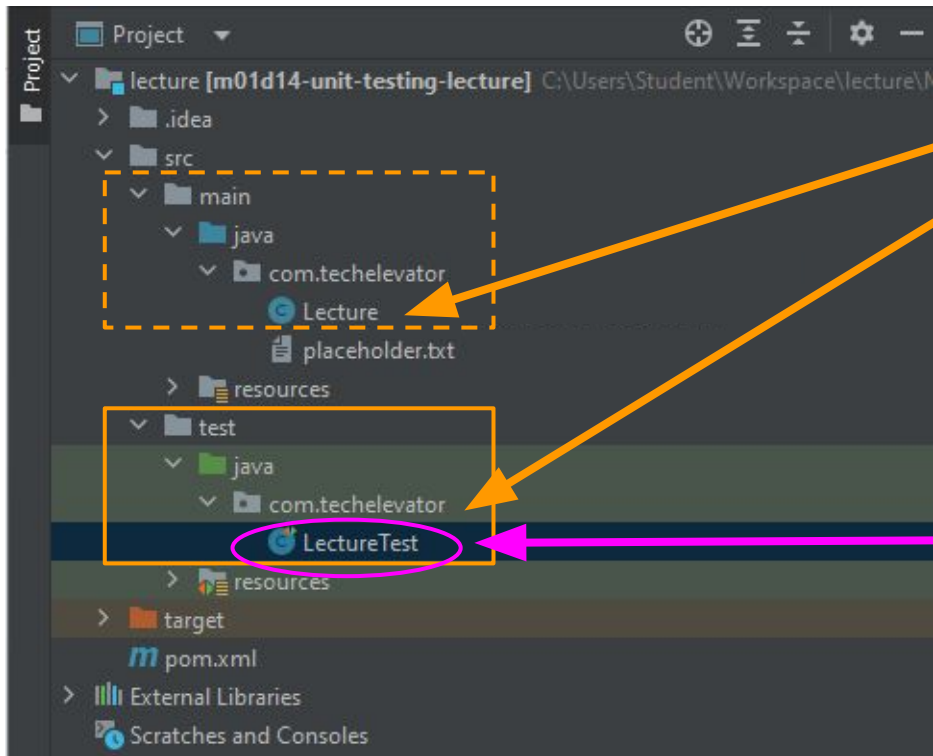 Project
Project
lecture [m01d14-unit-testing-lecture] C:\Users\Student\Workspace\lecture\
.idea
src
main
java
com.techelevator
Lecture
placeholder.txt
resources
test
java
com.techelevator
LectureTest
resources
target
pom.xml
External Libraries
Scratches and Consoles